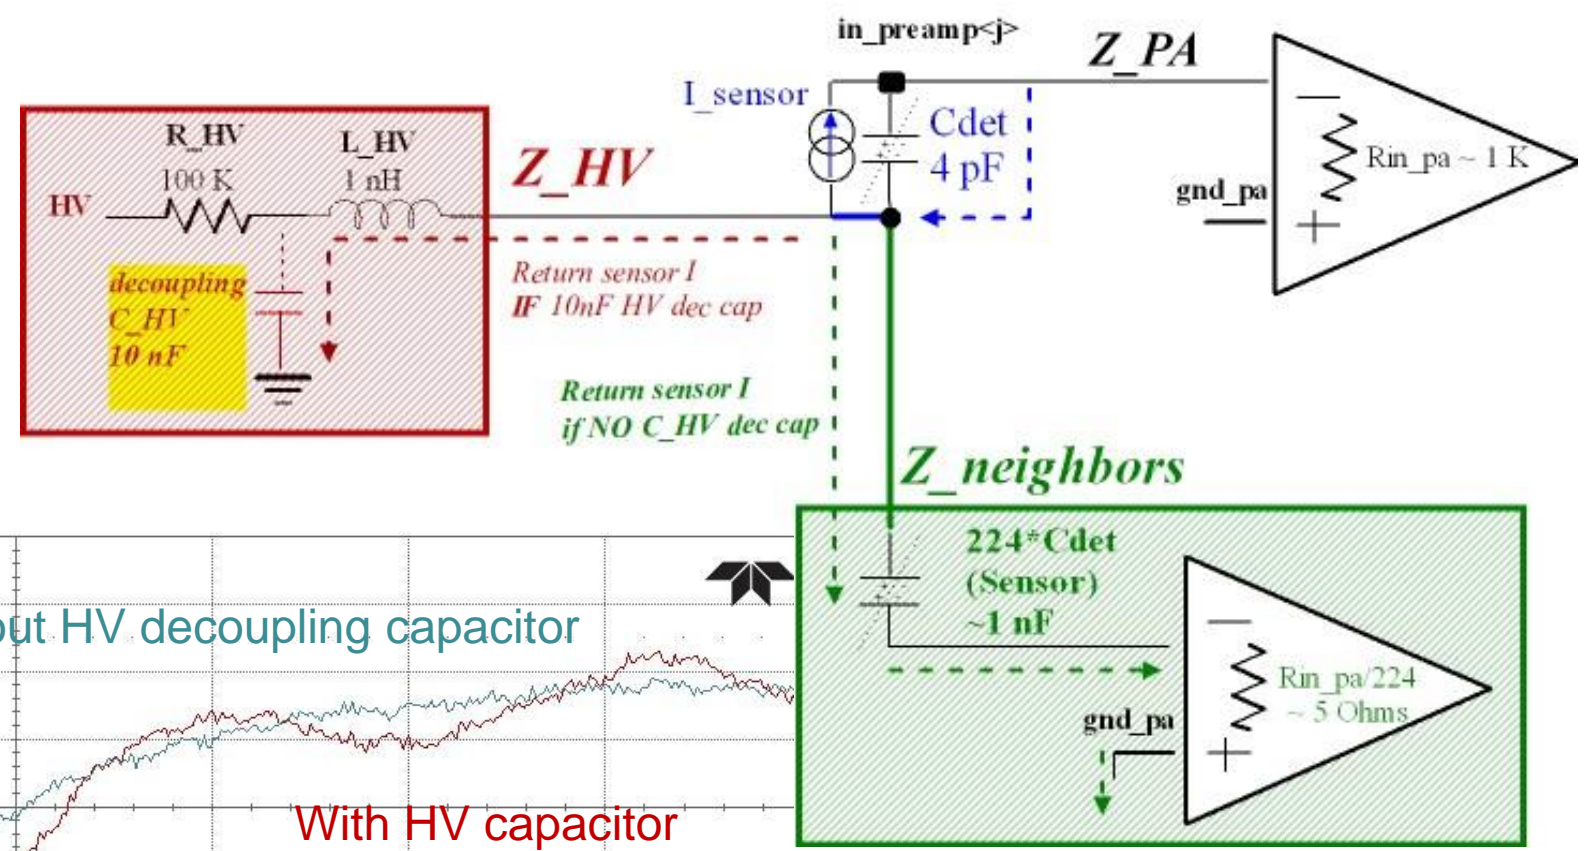 in_preamp<j>
Z_PA
I_sensor
Cdet
4 pF
Rin_pa ~ 1 K
gnd_pa
R_HV
100 K
L_HV
1 nH
HV
Z_HV
decoupling
C_HV
10 nF
Return sensor I
IF 10nF HV dec cap
Return sensor I
if NO C_HV dec cap
Z_neighbors
224*Cdet
(Sensor)
~1 nF
Rin_pa/224
~ 5 Ohms
gnd_pa
out HV decoupling capacitor
With HV capacitor